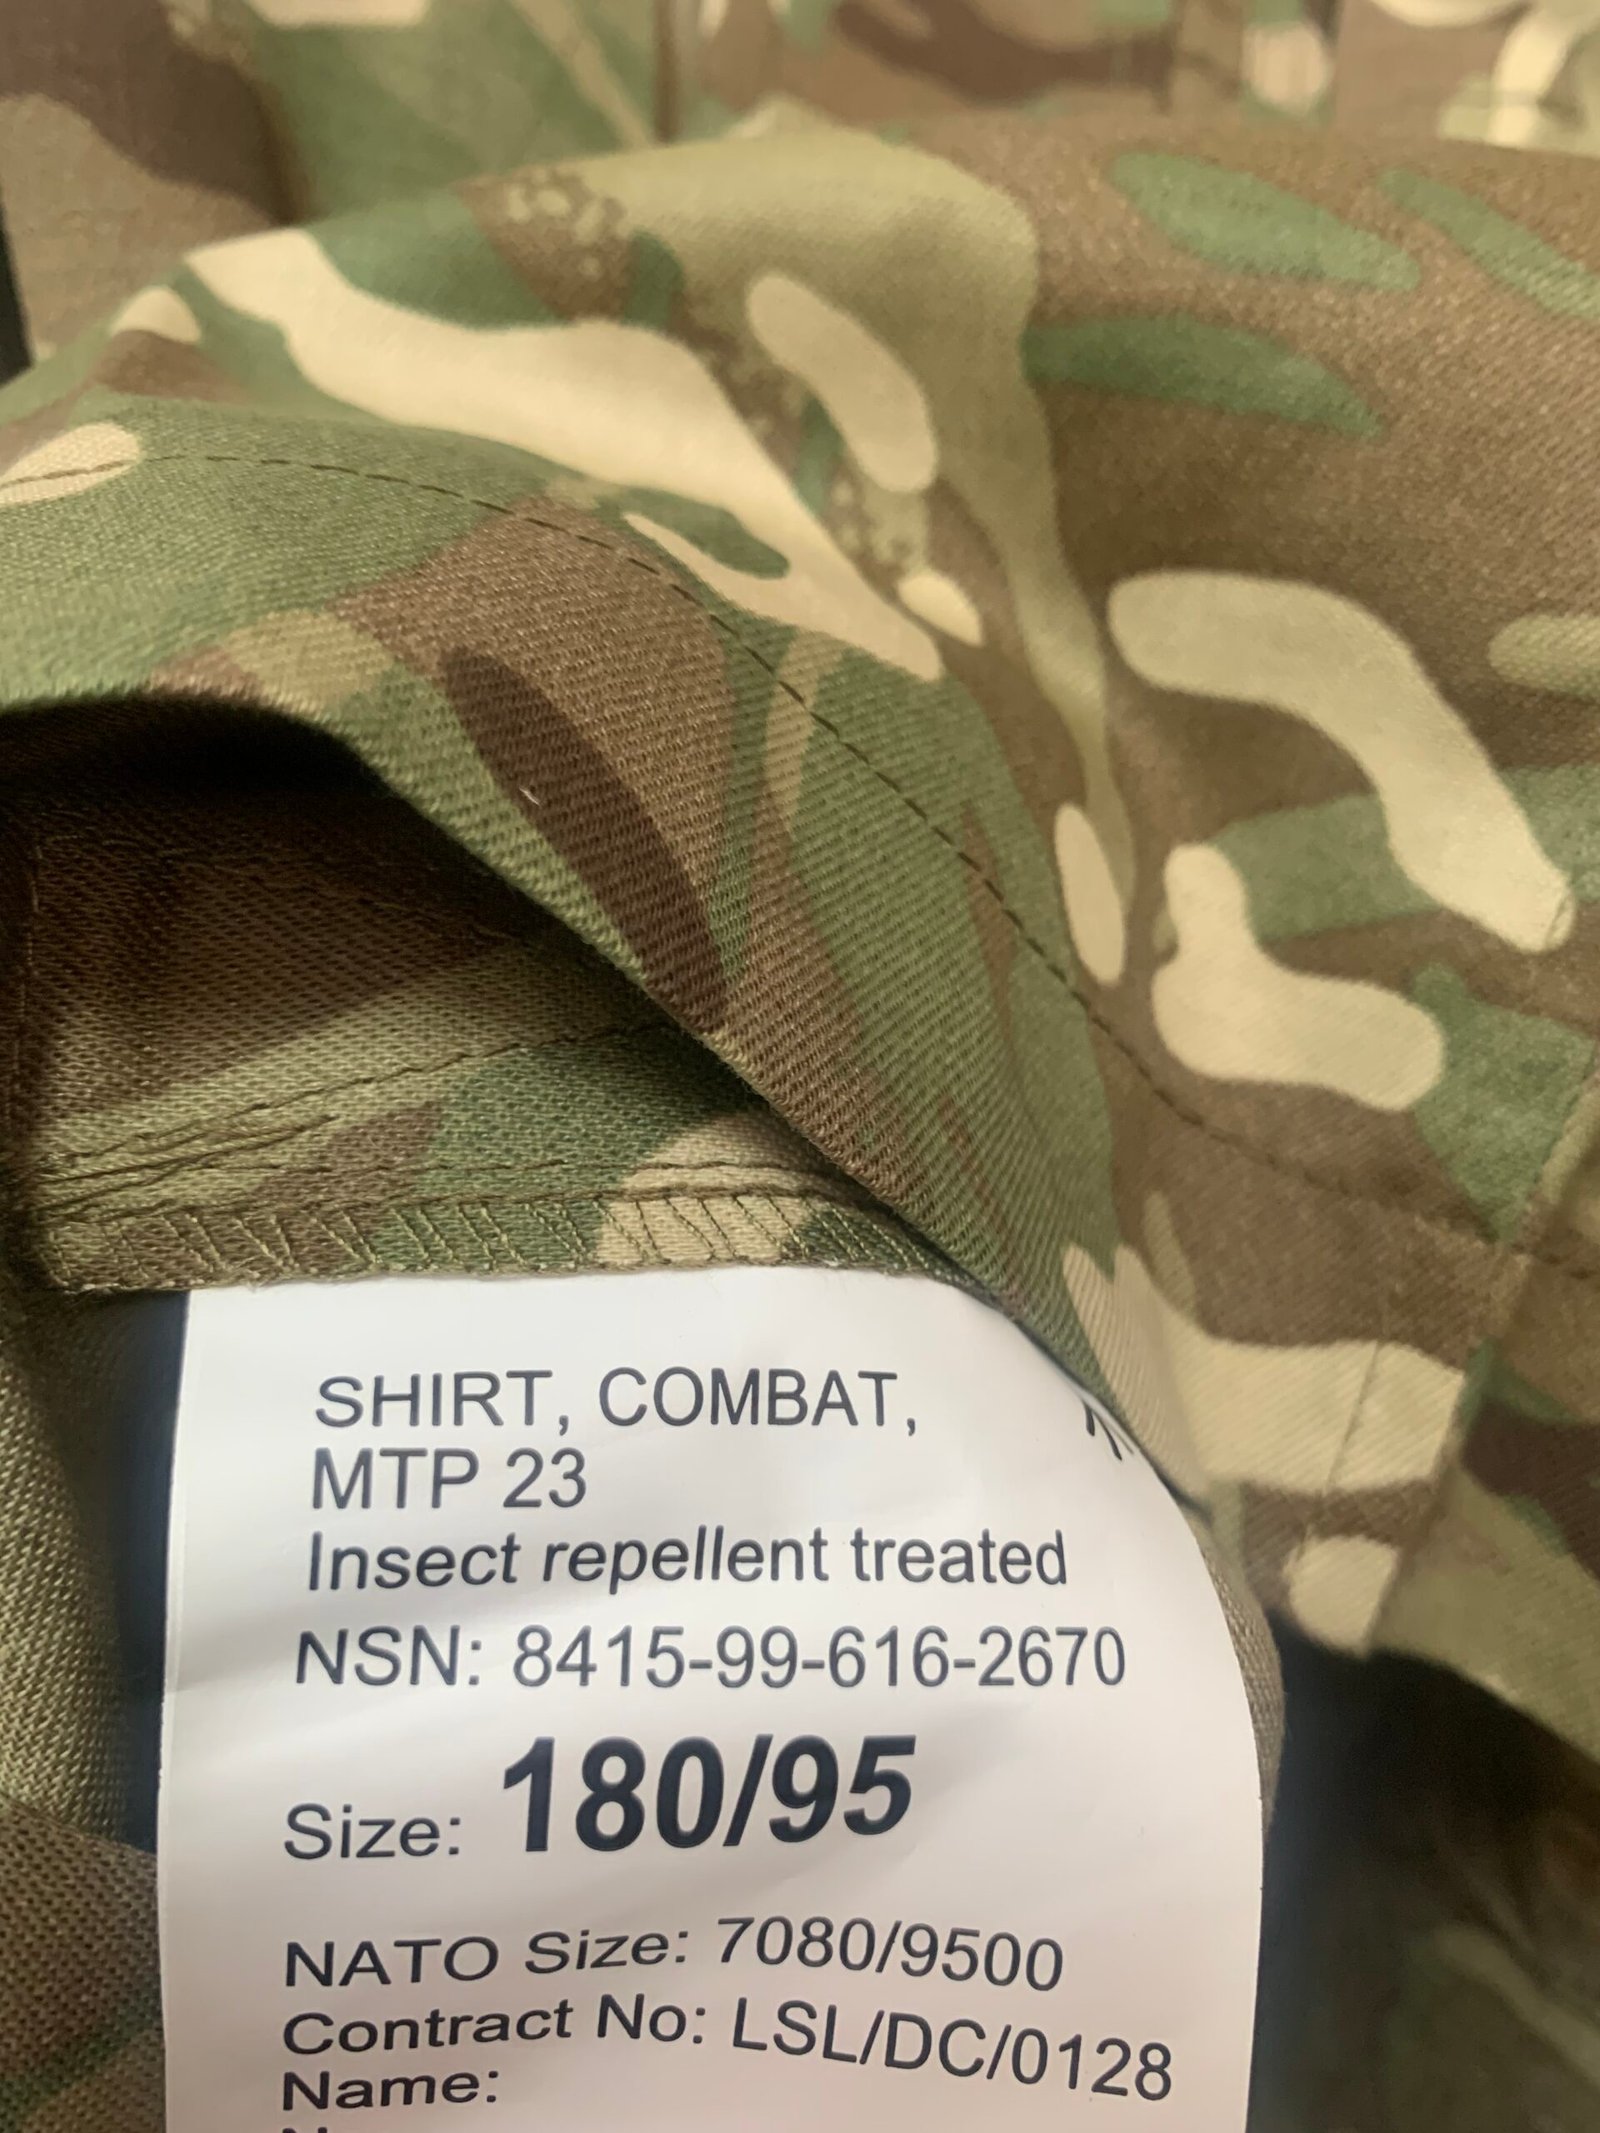 SHIRT, COMBAT,
MTP 23
Insect repellent treated
NSN: 8415-99-616-2670
Size: 180/95
NATO Size: 7080/9500
Contract No: LSL/DC/0128
Name: